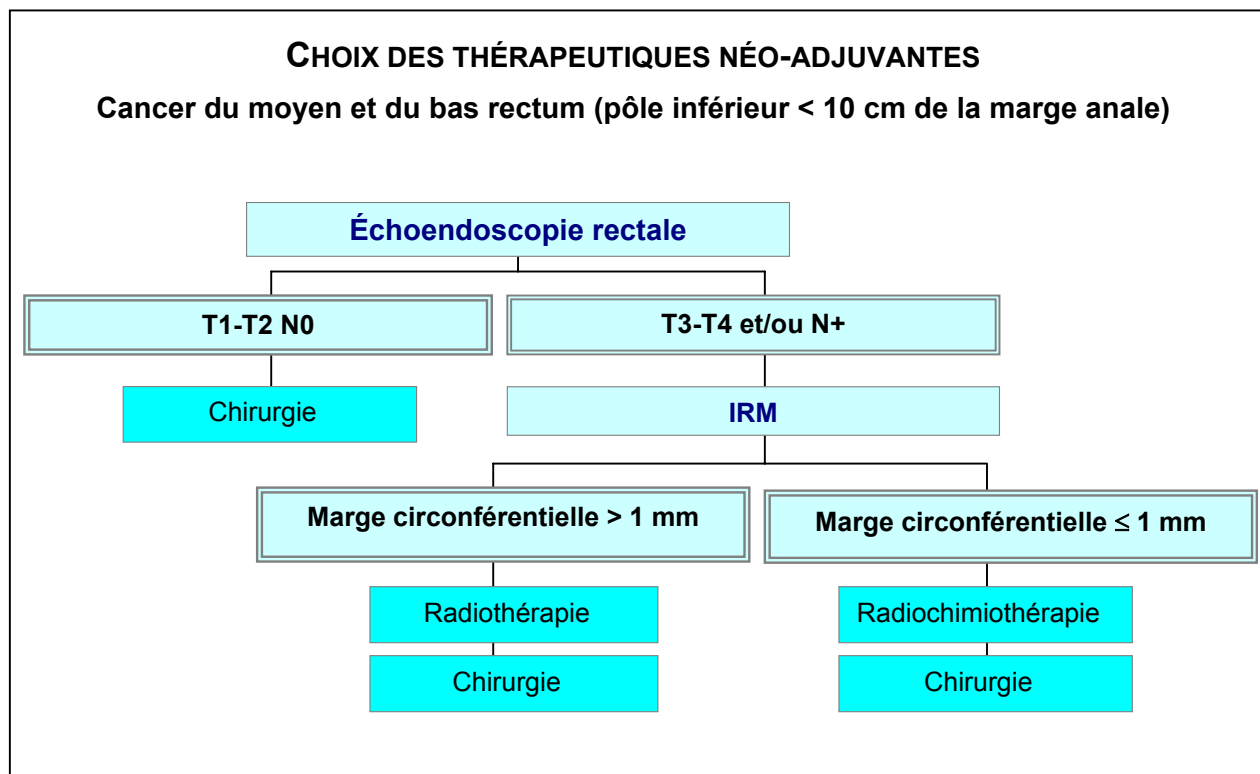 CHOIX DES THÉRAPEUTIQUES NÉO-ADJUVANTES
Cancer du moyen et du bas rectum (pôle inférieur < 10 cm de la marge anale)
Échoendoscopie rectale
T1-T2 N0
T3-T4 et/ou N+
Chirurgie
IRM
Marge circonférentielle > 1 mm
Marge circonférentielle ≤ 1 mm
Radiothérapie
Radiochimiothérapie
Chirurgie
Chirurgie